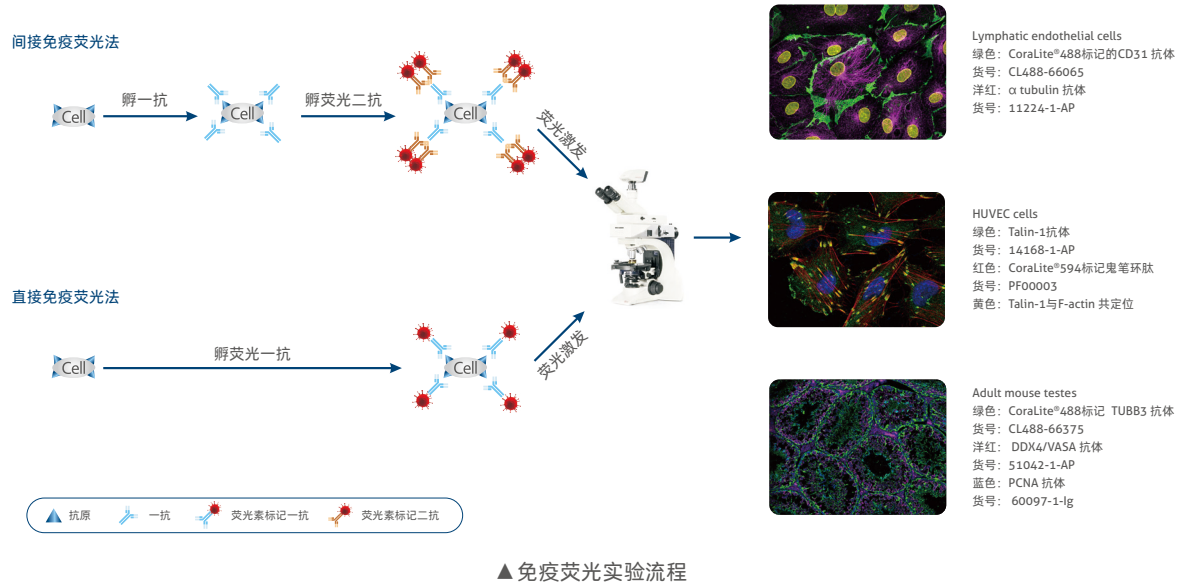 间接免疫荧光法
Cell
孵一抗
Cell
孵荧光二抗
Cell
荧光激发
直接免疫荧光法
Cell
孵荧光一抗
Cell
荧光激发
Lymphatic endothelial cells
绿色：CoraLite®488标记的CD31 抗体
货号：CL488-66065
洋红：α tubulin 抗体
货号：11224-1-AP
HUVEC cells
绿色：Talin-1抗体
货号：14168-1-AP
红色：CoraLite®594标记鬼笔环肽
货号：PF00003
黄色：Talin-1与F-actin 共定位
Adult mouse testes
绿色：CoraLite®488标记 TUBB3 抗体
货号：CL488-66375
洋红： DDX4/VASA 抗体
货号：51042-1-AP
蓝色：PCNA 抗体
货号： 60097-1-Ig
抗原 一抗 荧光素标记一抗 荧光素标记二抗
▲免疫荧光实验流程